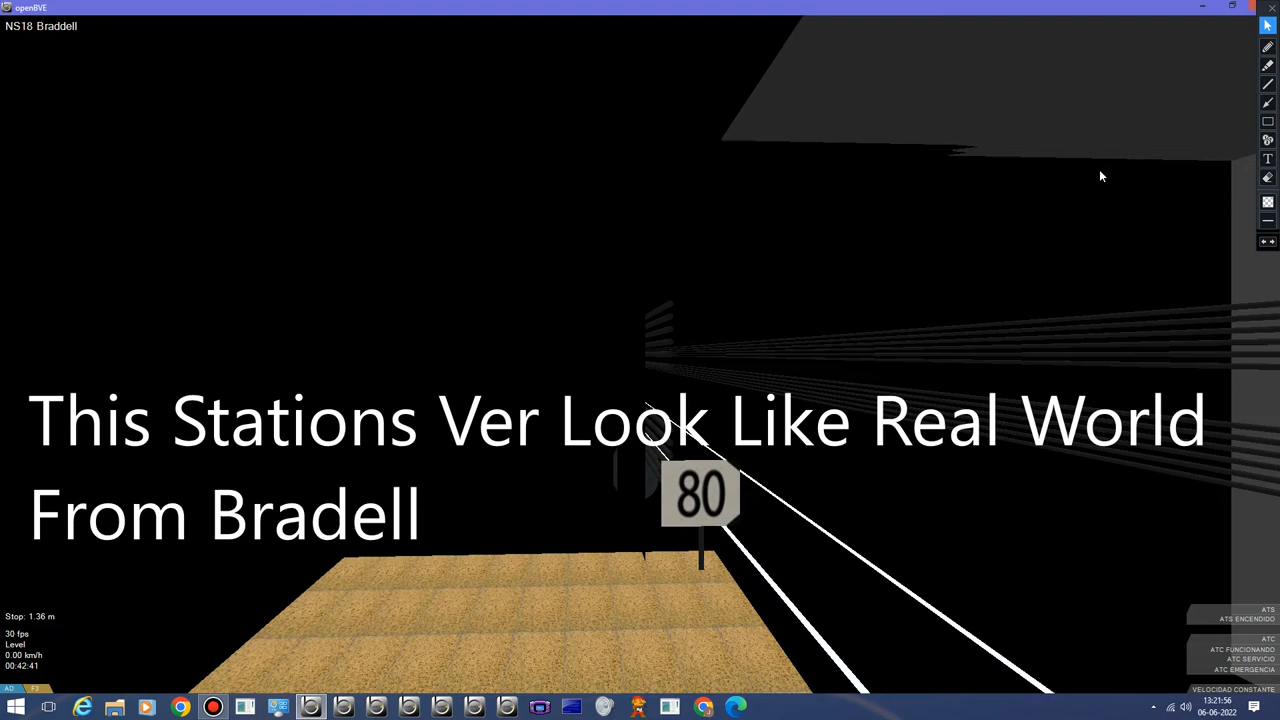 openBVE
NS18 Braddell
This Stations Ver Look Like Real World
From Bradell
80
Stop: 1.36 m
30 fps
Level
0.00 km/h
00:42:41
AD F3
ATS
ATS ENCENDIDO
ATC
ATC FUNCIONANDO
ATC SERVICIO
ATC EMERGENCIA
VELOCIDAD CONSTANTE
T
13:21:56
06-06-2022